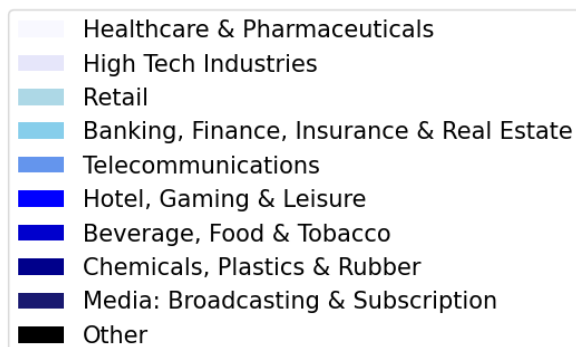 Healthcare & Pharmaceuticals
High Tech Industries
Retail
Banking, Finance, Insurance & Real Estate
Telecommunications
Hotel, Gaming & Leisure
Beverage, Food & Tobacco
Chemicals, Plastics & Rubber
Media: Broadcasting & Subscription
Other